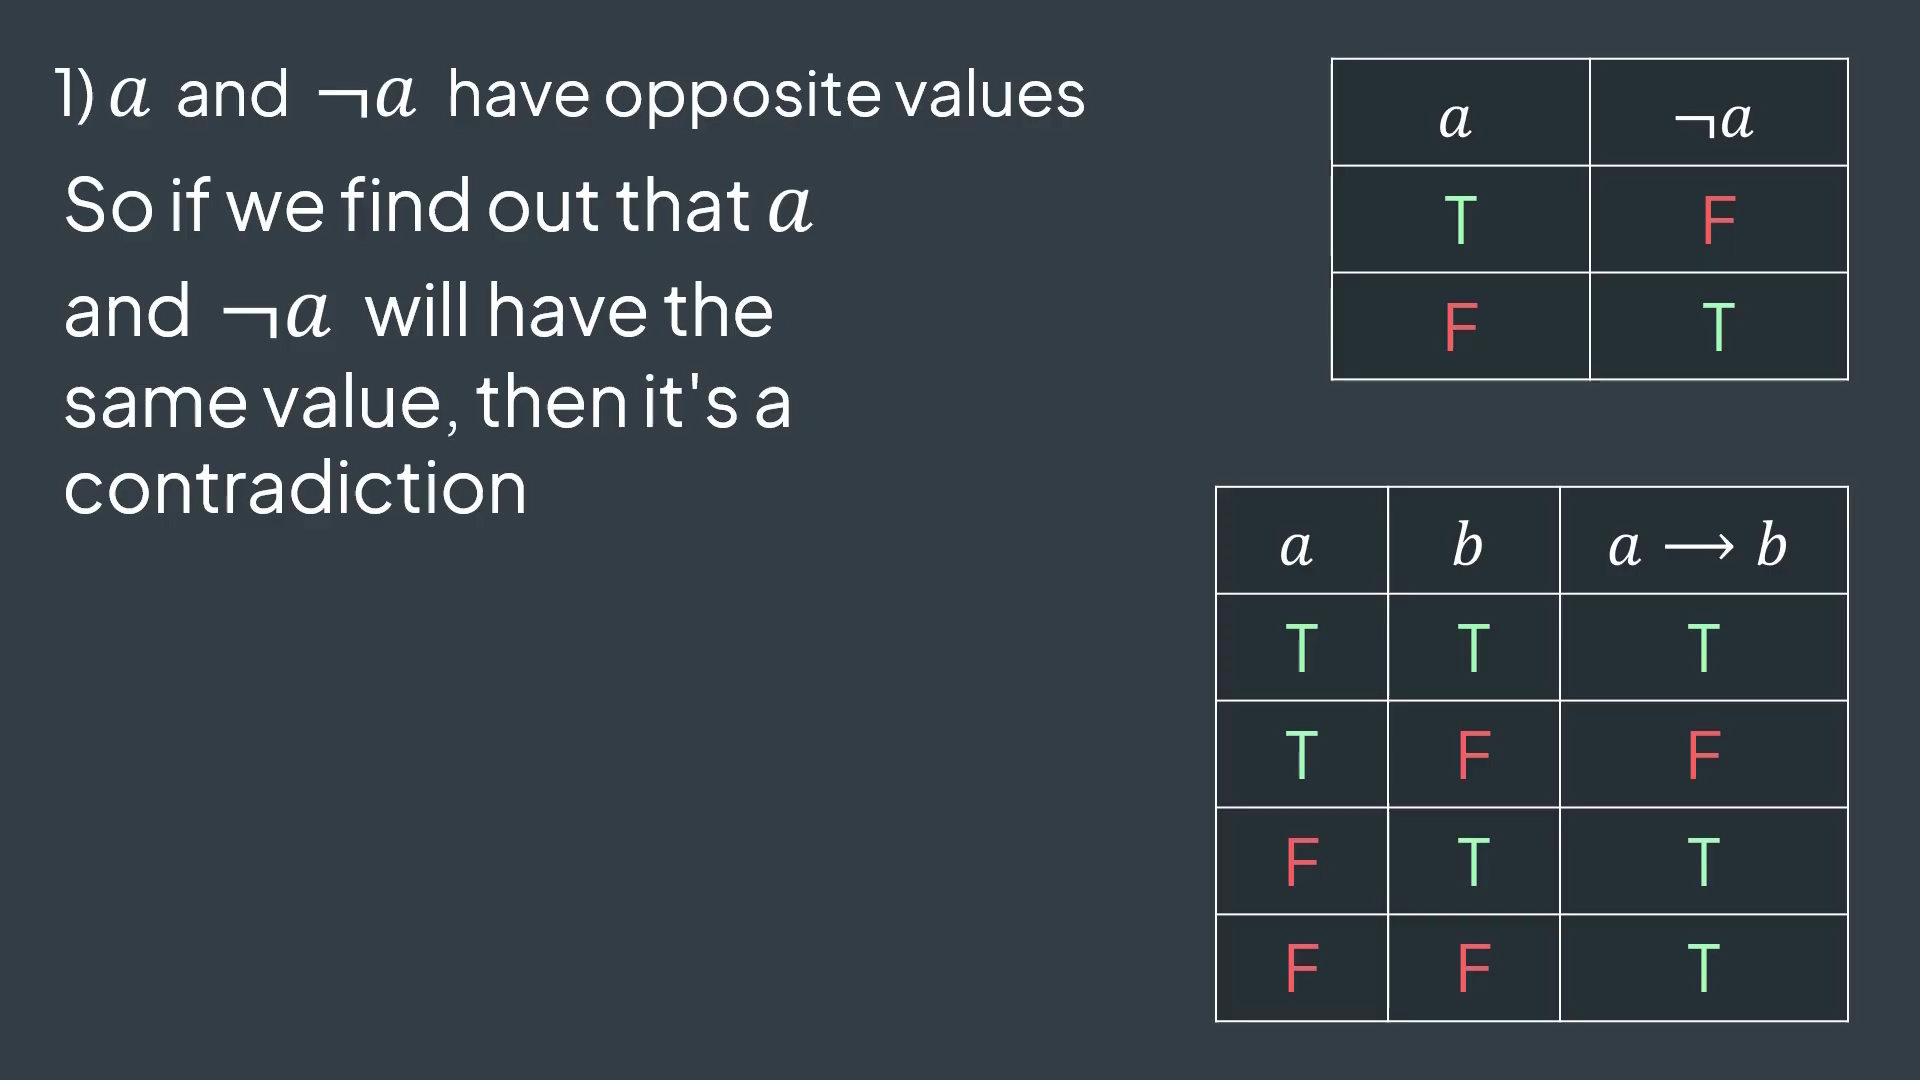 1) a and ¬a have opposite values
So if we find out that a
and ¬a will have the
same value, then it's a
contradiction
a ¬a
T F
F T
a b a ⟶ b
T T T
T F F
F T T
F F T